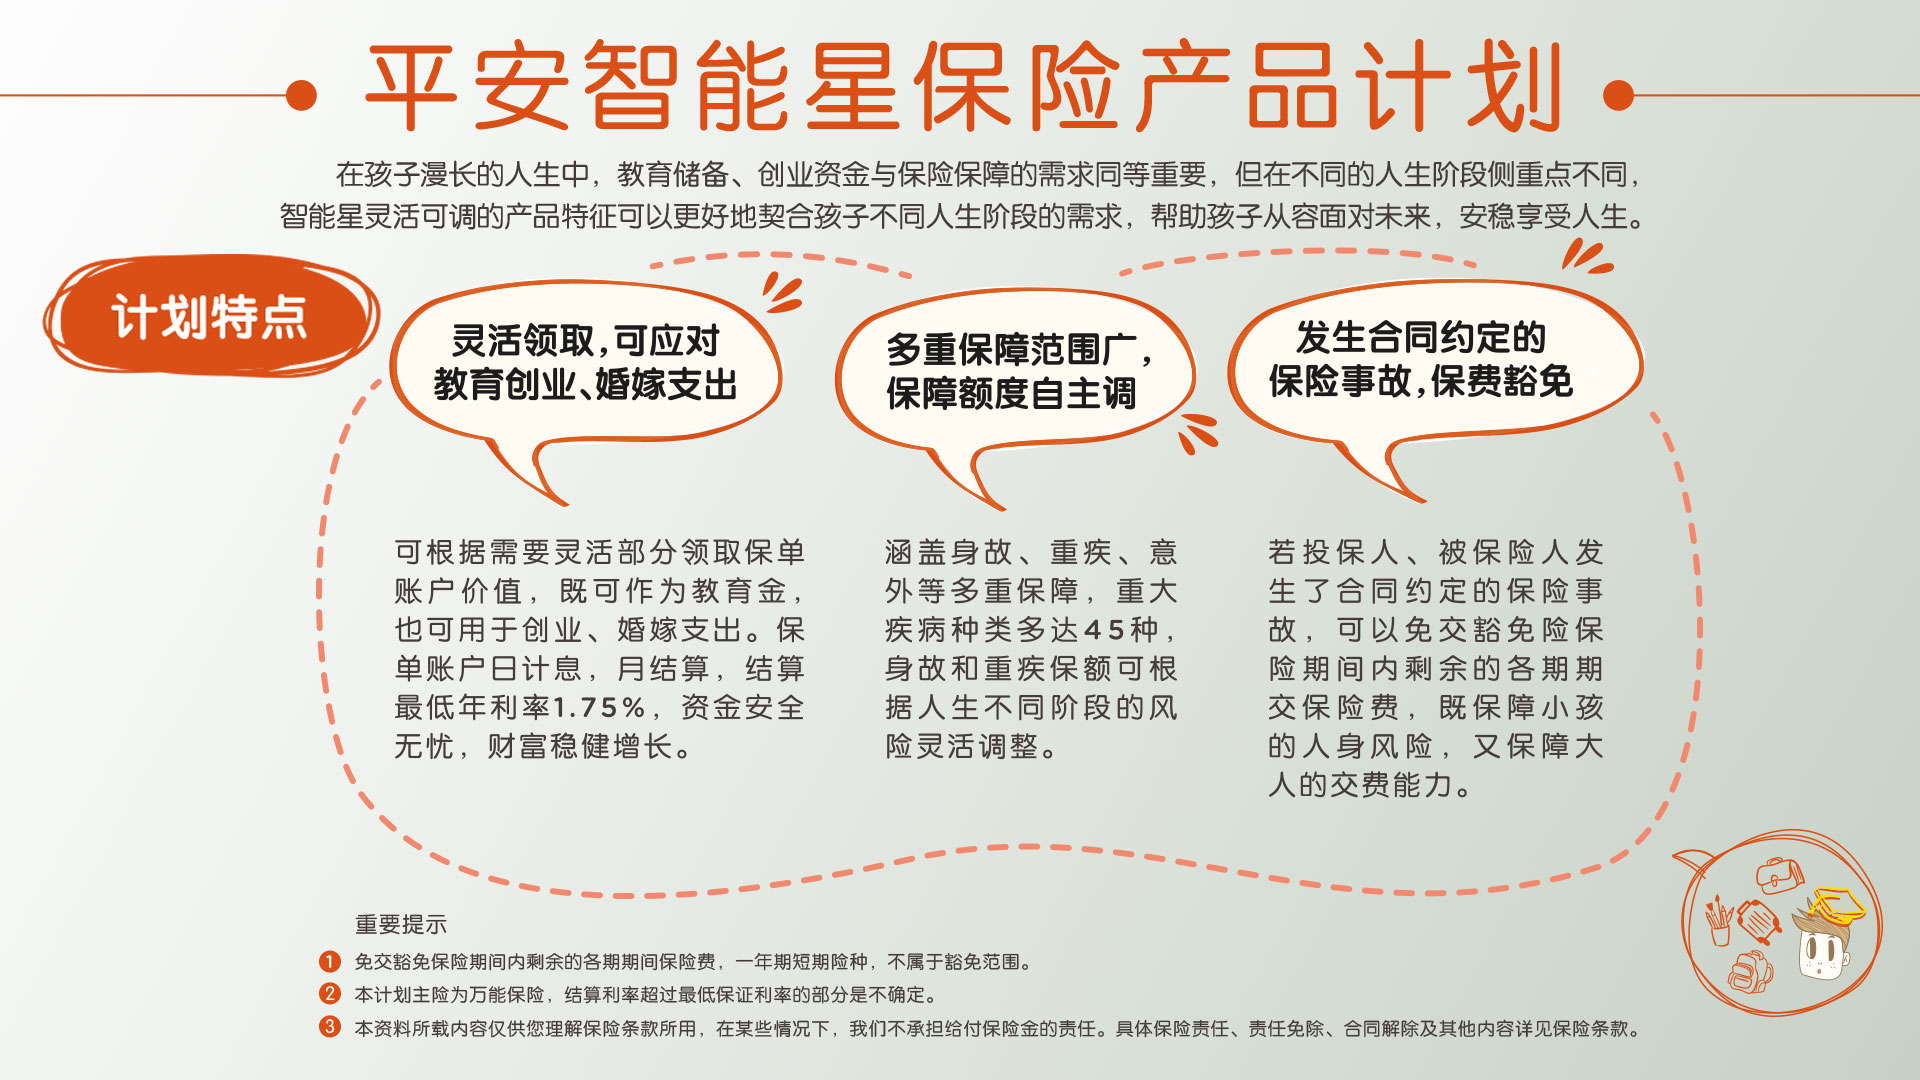 平安智能星保险产品计划
在孩子漫长的人生中，教育储备、创业资金与保险保障的需求同等重要，但在不同的人生阶段侧重点不同，
智能星灵活可调的产品特征可以更好地契合孩子不同人生阶段的需求，帮助孩子从容面对未来，安稳享受人生。
计划特点
灵活领取，可应对
教育创业、婚嫁支出
多重保障范围广，
保障额度自主调
发生合同约定的
保险事故，保费豁免
可根据需要灵活部分领取保单
账户价值，既可作为教育金，
也可用于创业、婚嫁支出。保
单账户日计息，月结算，结算
最低年利率1.75%，资金安全
无忧，财富稳健增长。
涵盖身故、重疾、意
外等多重保障，重大
疾病种类多达45种，
身故和重疾保额可根
据人生不同阶段的风
险灵活调整。
若投保人、被保险人发
生了合同约定的保险事
故，可以免交豁免险保
险期间内剩余的各期期
交保险费，既保障小孩
的人身风险，又保障大
人的交费能力。
重要提示
1 免交豁免保险期间内剩余的各期期间保险费，一年期短期险种，不属于豁免范围。
2 本计划主险为万能保险，结算利率超过最低保证利率的部分是不确定。
3 本资料所载内容仅供您理解保险条款所用，在某些情况下，我们不承担给付保险金的责任。具体保险责任、责任免除、合同解除及其他内容详见保险条款。